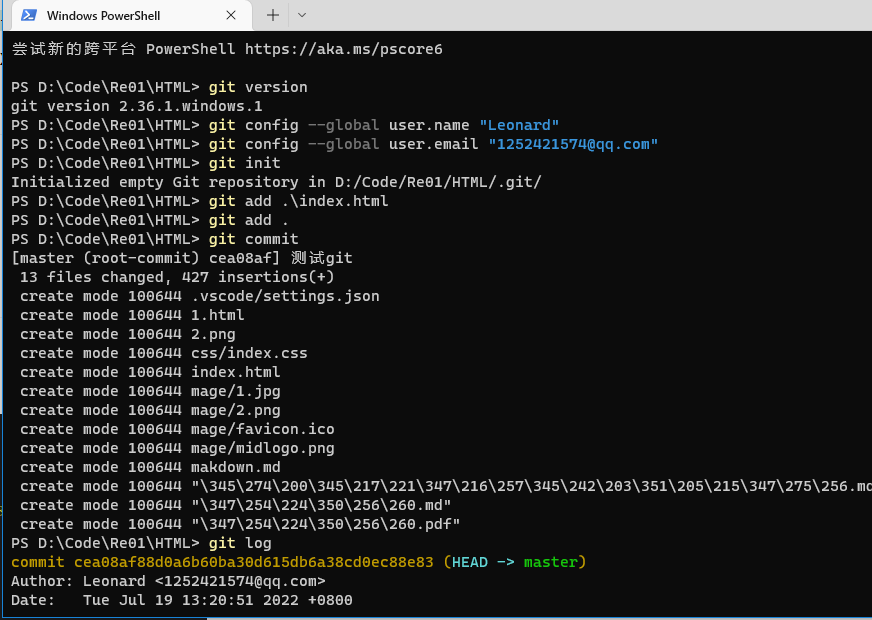 Windows PowerShell
尝试新的跨平台 PowerShell https://aka.ms/pscore6
PS D:\Code\Re01\HTML> git version
git version 2.36.1.windows.1
PS D:\Code\Re01\HTML> git config --global user.name "Leonard"
PS D:\Code\Re01\HTML> git config --global user.email "1252421574@qq.com"
PS D:\Code\Re01\HTML> git init
Initialized empty Git repository in D:/Code/Re01/HTML/.git/
PS D:\Code\Re01\HTML> git add .\index.html
PS D:\Code\Re01\HTML> git add .
PS D:\Code\Re01\HTML> git commit
[master (root-commit) cea08af] 测试git
 13 files changed, 427 insertions(+)
 create mode 100644 .vscode/settings.json
 create mode 100644 1.html
 create mode 100644 2.png
 create mode 100644 css/index.css
 create mode 100644 index.html
 create mode 100644 mage/1.jpg
 create mode 100644 mage/2.png
 create mode 100644 mage/favicon.ico
 create mode 100644 mage/midlogo.png
 create mode 100644 makdown.md
 create mode 100644 "\345\274\200\345\217\221\347\216\257\345\242\203\351\205\215\347\275\256.md
 create mode 100644 "\347\254\224\350\256\260.md"
 create mode 100644 "\347\254\224\350\256\260.pdf"
PS D:\Code\Re01\HTML> git log
commit cea08af88d0a6b60ba30d615db6a38cd0ec88e83 (HEAD -> master)
Author: Leonard <1252421574@qq.com>
Date:   Tue Jul 19 13:20:51 2022 +0800